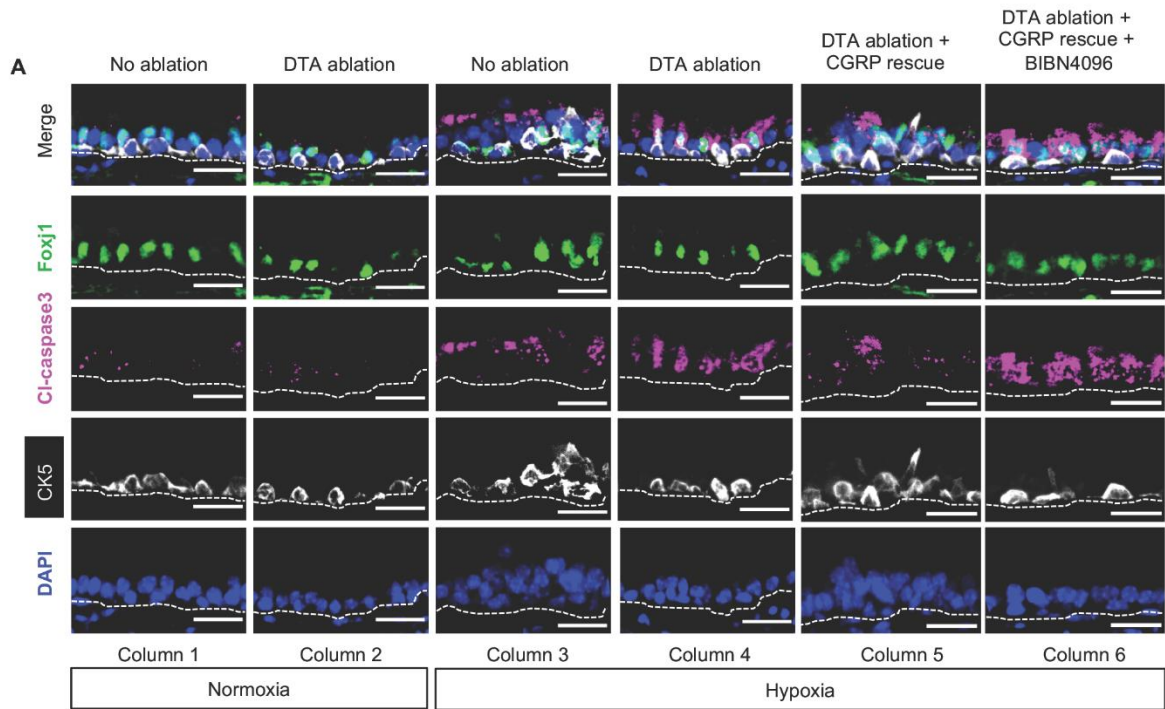 A
No ablation
DTA ablation
No ablation
DTA ablation
DTA ablation +
CGRP rescue
DTA ablation +
CGRP rescue +
BIBN4096
Merge
Foxj1
Cl-caspase3
CK5
DAPI
Column 1
Column 2
Column 3
Column 4
Column 5
Column 6
Normoxia
Hypoxia